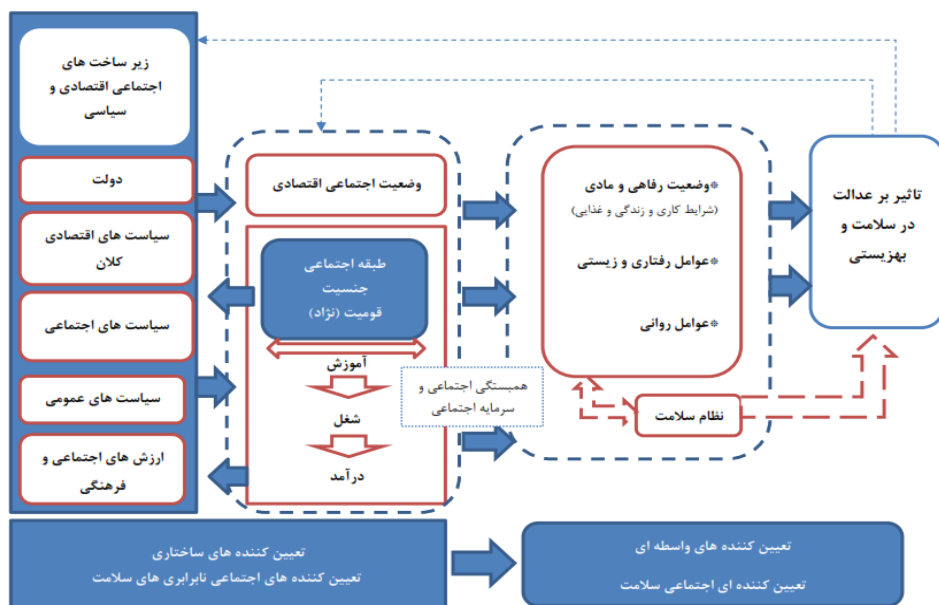 زیر ساخت های
اجتماعی اقتصادی و
سیاسی
دولت
سیاست های اقتصادی
کلان
سیاست های اجتماعی
سیاست های عمومی
ارزش های اجتماعی و
فرهنگی
وضعیت اجتماعی اقتصادی
طبقه اجتماعی
جنسیت
قومیت (نژاد)
آموزش
شغل
درآمد
همبستگی اجتماعی و
سرمایه اجتماعی
*وضعیت رفاهی و مادی
(شرایط کاری و زندگی و غذایی)
*عوامل رفتاری و زیستی
*عوامل روانی
نظام سلامت
تاثیر بر عدالت
در سلامت و
بهزیستی
تعیین کننده های ساختاری
تعیین کننده های اجتماعی نابرابری های سلامت
تعیین کننده های واسطه ای
تعیین کننده ای اجتماعی سلامت